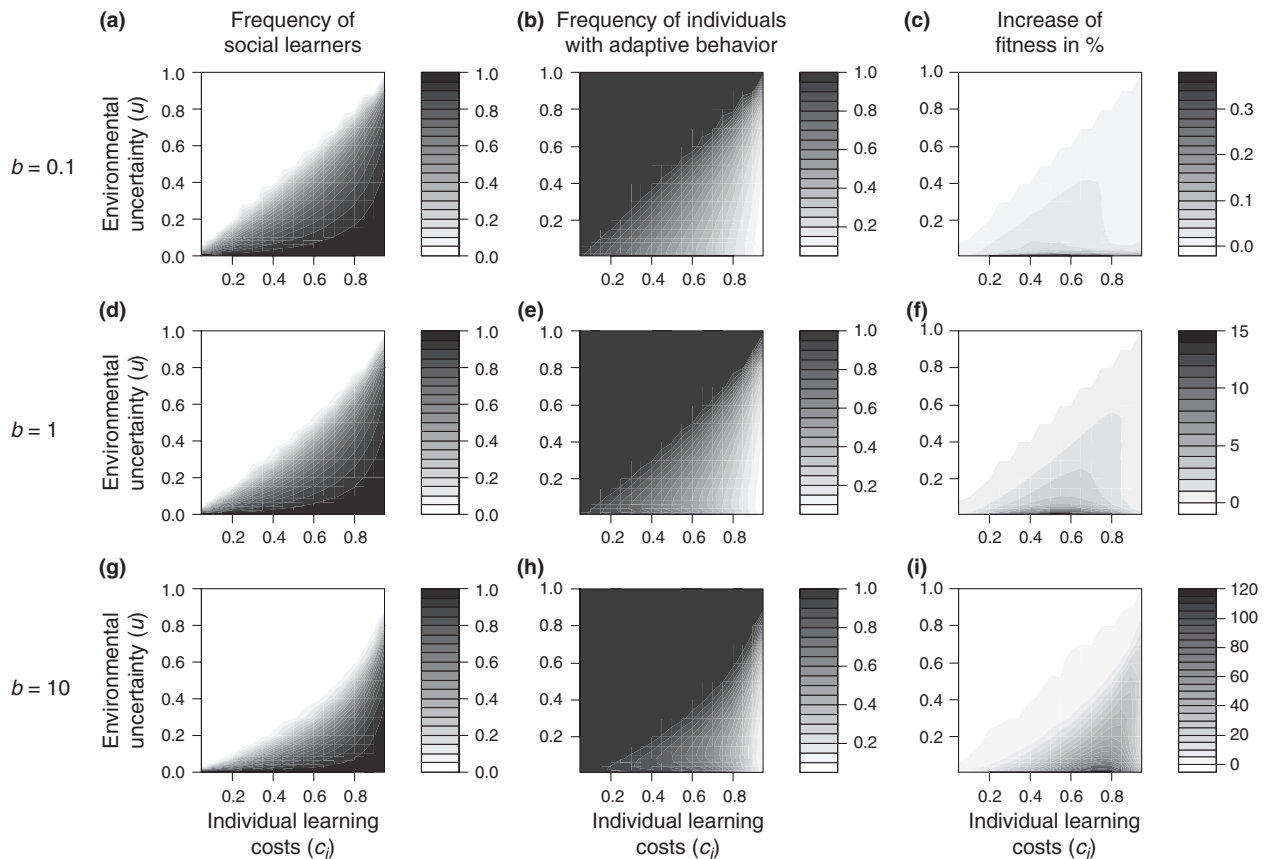 (a) Frequency of
social learners
(b) Frequency of individuals
with adaptive behavior
(c) Increase of
fitness in %
b = 0.1
Environmental
uncertainty (u)
1.0
0.8
0.6
0.4
0.2
0.0
0.2 0.4 0.6 0.8
1.0
0.8
0.6
0.4
0.2
0.0
1.0
0.8
0.6
0.4
0.2
0.2 0.4 0.6 0.8
1.0
0.8
0.6
0.4
0.2
1.0
0.8
0.6
0.4
0.2
0.2 0.4 0.6 0.8
0.3
0.2
0.1
0.0
b = 1
(d)
Environmental
uncertainty (u)
1.0
0.8
0.6
0.4
0.2
0.0
0.2 0.4 0.6 0.8
1.0
0.8
0.6
0.4
0.2
0.0
(e)
1.0
0.8
0.6
0.4
0.2
0.2 0.4 0.6 0.8
1.0
0.8
0.6
0.4
0.2
(f)
1.0
0.8
0.6
0.4
0.2
0.2 0.4 0.6 0.8
15
10
5
0
b = 10
(g)
Environmental
uncertainty (u)
1.0
0.8
0.6
0.4
0.2
0.0
0.2 0.4 0.6 0.8
Individual learning
costs (ci)
1.0
0.8
0.6
0.4
0.2
0.0
(h)
1.0
0.8
0.6
0.4
0.2
0.2 0.4 0.6 0.8
Individual learning
costs (ci)
1.0
0.8
0.6
0.4
0.2
(i)
1.0
0.8
0.6
0.4
0.2
0.2 0.4 0.6 0.8
Individual learning
costs (ci)
120
100
80
60
40
20
0